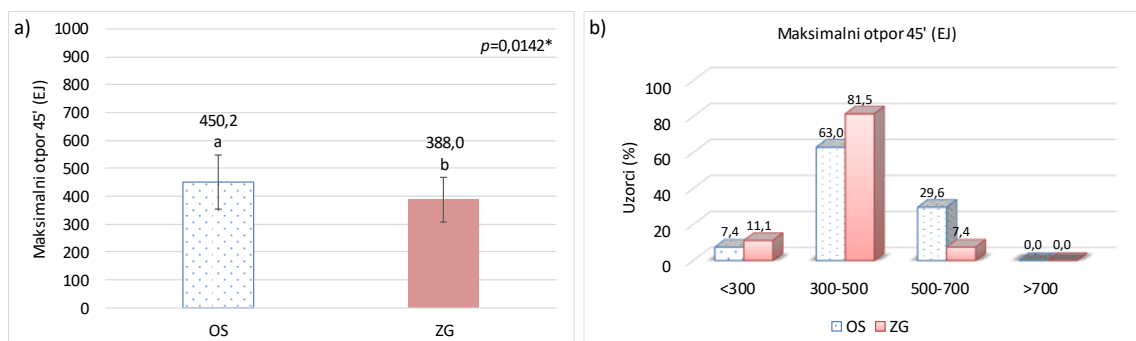 a)
p=0,0142*
Maksimalni otpor 45' (EJ)
1000
900
800
700
600
500
400
300
200
100
0
450,2
a
388,0
b
OS
ZG
b)
Maksimalni otpor 45' (EJ)
Uzorci (%)
100
80
60
40
20
0
7,4
11,1
63,0
81,5
29,6
7,4
0,0
0,0
<300
300-500
500-700
>700
OS
ZG